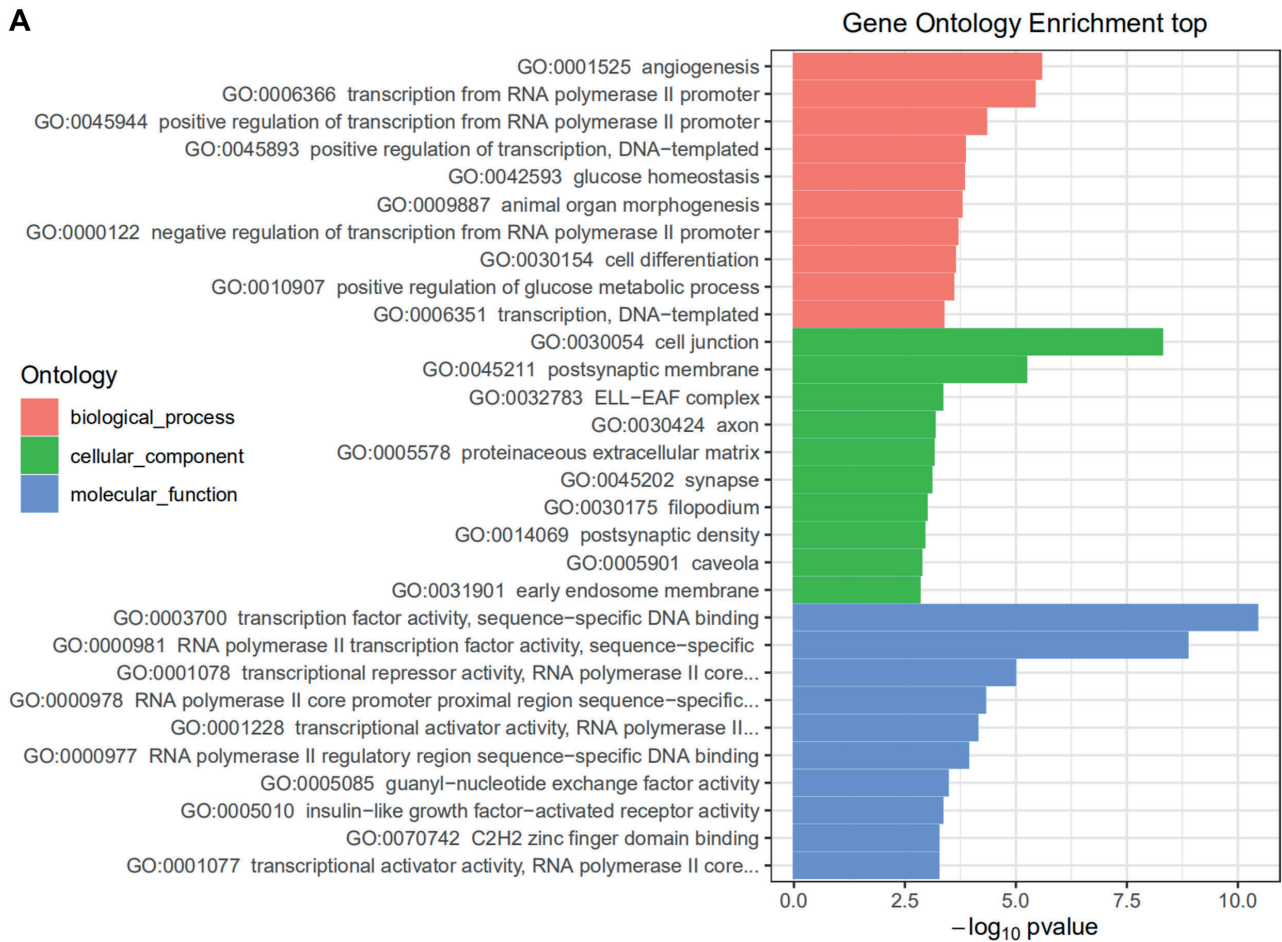 A
Gene Ontology Enrichment top
GO:0001525 angiogenesis
GO:0006366 transcription from RNA polymerase II promoter
GO:0045944 positive regulation of transcription from RNA polymerase II promoter
GO:0045893 positive regulation of transcription, DNA−templated
GO:0042593 glucose homeostasis
GO:0009887 animal organ morphogenesis
GO:0000122 negative regulation of transcription from RNA polymerase II promoter
GO:0030154 cell differentiation
GO:0010907 positive regulation of glucose metabolic process
GO:0006351 transcription, DNA−templated
GO:0030054 cell junction
GO:0045211 postsynaptic membrane
GO:0032783 ELL−EAF complex
GO:0030424 axon
GO:0005578 proteinaceous extracellular matrix
GO:0045202 synapse
GO:0030175 filopodium
GO:0014069 postsynaptic density
GO:0005901 caveola
GO:0031901 early endosome membrane
GO:0003700 transcription factor activity, sequence−specific DNA binding
GO:0000981 RNA polymerase II transcription factor activity, sequence−specific
GO:0001078 transcriptional repressor activity, RNA polymerase II core...
GO:0000978 RNA polymerase II core promoter proximal region sequence−specific...
GO:0001228 transcriptional activator activity, RNA polymerase II...
GO:0000977 RNA polymerase II regulatory region sequence−specific DNA binding
GO:0005085 guanyl−nucleotide exchange factor activity
GO:0005010 insulin−like growth factor−activated receptor activity
GO:0070742 C2H2 zinc finger domain binding
GO:0001077 transcriptional activator activity, RNA polymerase II core...
Ontology
biological_process
cellular_component
molecular_function
0.0 2.5 5.0 7.5 10.0
−log₁₀ pvalue